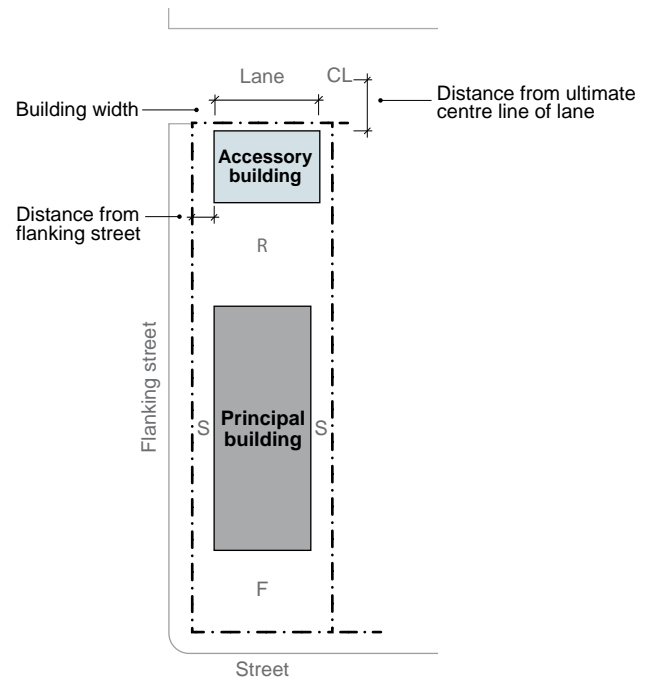 Lane
CL
Distance from ultimate
centre line of lane
Building width
Accessory
building
Distance from
flanking street
R
Flanking street
S
Principal
building
S
F
Street